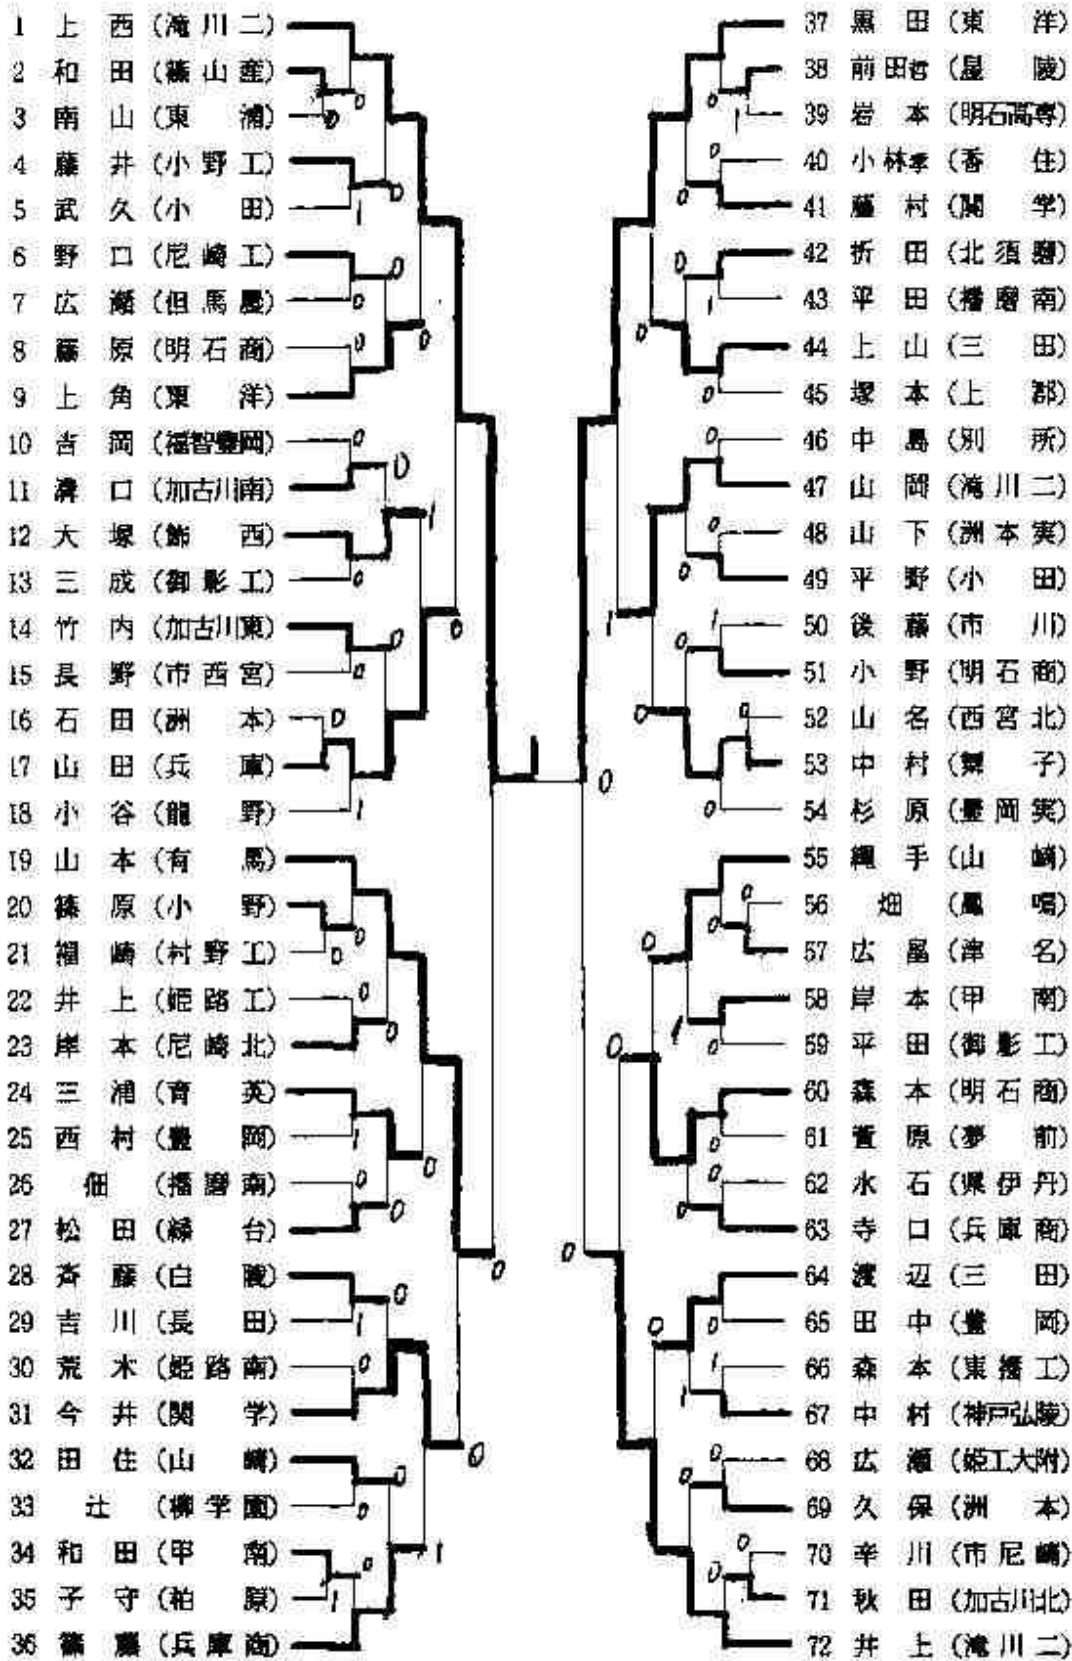 1 上西 (滝川二)
2 和田 (篠山産)
3 南山 (東浦)
4 藤井 (小野工)
5 武久 (小田)
6 野口 (尼崎工)
7 広瀬 (但馬農)
8 藤原 (明石商)
9 上角 (東洋)
10 吉岡 (福智豊岡)
11 溝口 (加古川南)
12 大塚 (飾西)
13 三成 (御影工)
14 竹内 (加古川東)
15 長野 (市西宮)
16 石田 (洲本)
17 山田 (兵庫)
18 小谷 (龍野)
19 山本 (有馬)
20 篠原 (小野)
21 福崎 (村野工)
22 井上 (姫路工)
23 岸本 (尼崎北)
24 三浦 (育英)
25 西村 (豊岡)
26 佃 (播磨南)
27 松田 (緑台)
28 斉藤 (白陵)
29 吉川 (長田)
30 荒木 (姫路南)
31 今井 (関学)
32 田住 (山崎)
33 辻 (柳学園)
34 和田 (甲南)
35 子守 (柏原)
36 篠藤 (兵庫商)
37 黒田 (東洋)
38 前田哲 (星陵)
39 岩本 (明石高専)
40 小林孝 (香住)
41 藤村 (関学)
42 折田 (北須磨)
43 平田 (播磨南)
44 上山 (三田)
45 塚本 (上郡)
46 中島 (別所)
47 山岡 (滝川二)
48 山下 (洲本実)
49 平野 (小田)
50 後藤 (市川)
51 小野 (明石商)
52 山名 (西宮北)
53 中村 (舞子)
54 杉原 (豊岡実)
55 縄手 (山崎)
56 畑 (鳳鳴)
57 広畠 (津名)
58 岸本 (甲南)
59 平田 (御影工)
60 森本 (明石商)
61 菅原 (夢前)
62 水石 (県伊丹)
63 寺口 (兵庫商)
64 渡辺 (三田)
65 田中 (豊岡)
66 森本 (東播工)
67 中村 (神戸弘陵)
68 広瀬 (姫工大附)
69 久保 (洲本)
70 辛川 (市尼崎)
71 秋田 (加古川北)
72 井上 (滝川二)